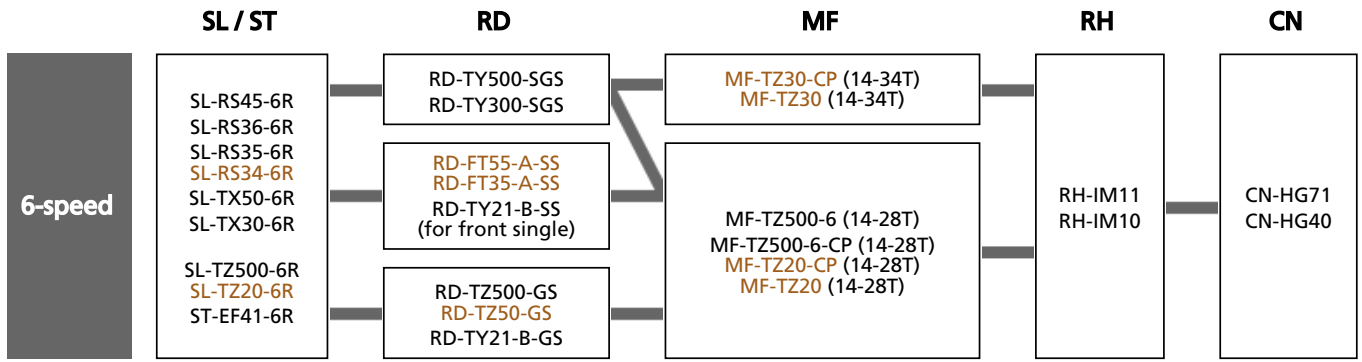 SL / ST
RD
MF
RH
CN
6-speed
SL-RS45-6R
SL-RS36-6R
SL-RS35-6R
SL-RS34-6R
SL-TX50-6R
SL-TX30-6R
SL-TZ500-6R
SL-TZ20-6R
ST-EF41-6R
RD-TY500-SGS
RD-TY300-SGS
RD-FT55-A-SS
RD-FT35-A-SS
RD-TY21-B-SS
(for front single)
RD-TZ500-GS
RD-TZ50-GS
RD-TY21-B-GS
MF-TZ30-CP (14-34T)
MF-TZ30 (14-34T)
MF-TZ500-6 (14-28T)
MF-TZ500-6-CP (14-28T)
MF-TZ20-CP (14-28T)
MF-TZ20 (14-28T)
RH-IM11
RH-IM10
CN-HG71
CN-HG40